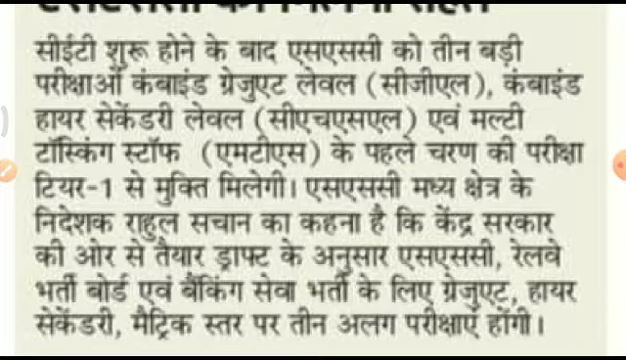 सीईटी शुरू होने के बाद एसएससी को तीन बड़ी
परीक्षाओं कंबाइंड ग्रेजुएट लेवल (सीजीएल), कंबाइंड
हायर सेकेंडरी लेवल (सीएचएसएल) एवं मल्टी
टॉस्किंग स्टॉफ (एमटीएस) के पहले चरण की परीक्षा
टियर-1 से मुक्ति मिलेगी। एसएससी मध्य क्षेत्र के
निदेशक राहुल सचान का कहना है कि केंद्र सरकार
की ओर से तैयार ड्राफ्ट के अनुसार एसएससी, रेलवे
भर्ती बोर्ड एवं बैंकिंग सेवा भर्ती के लिए ग्रेजुएट, हायर
सेकेंडरी, मैट्रिक स्तर पर तीन अलग परीक्षाएं होंगी।